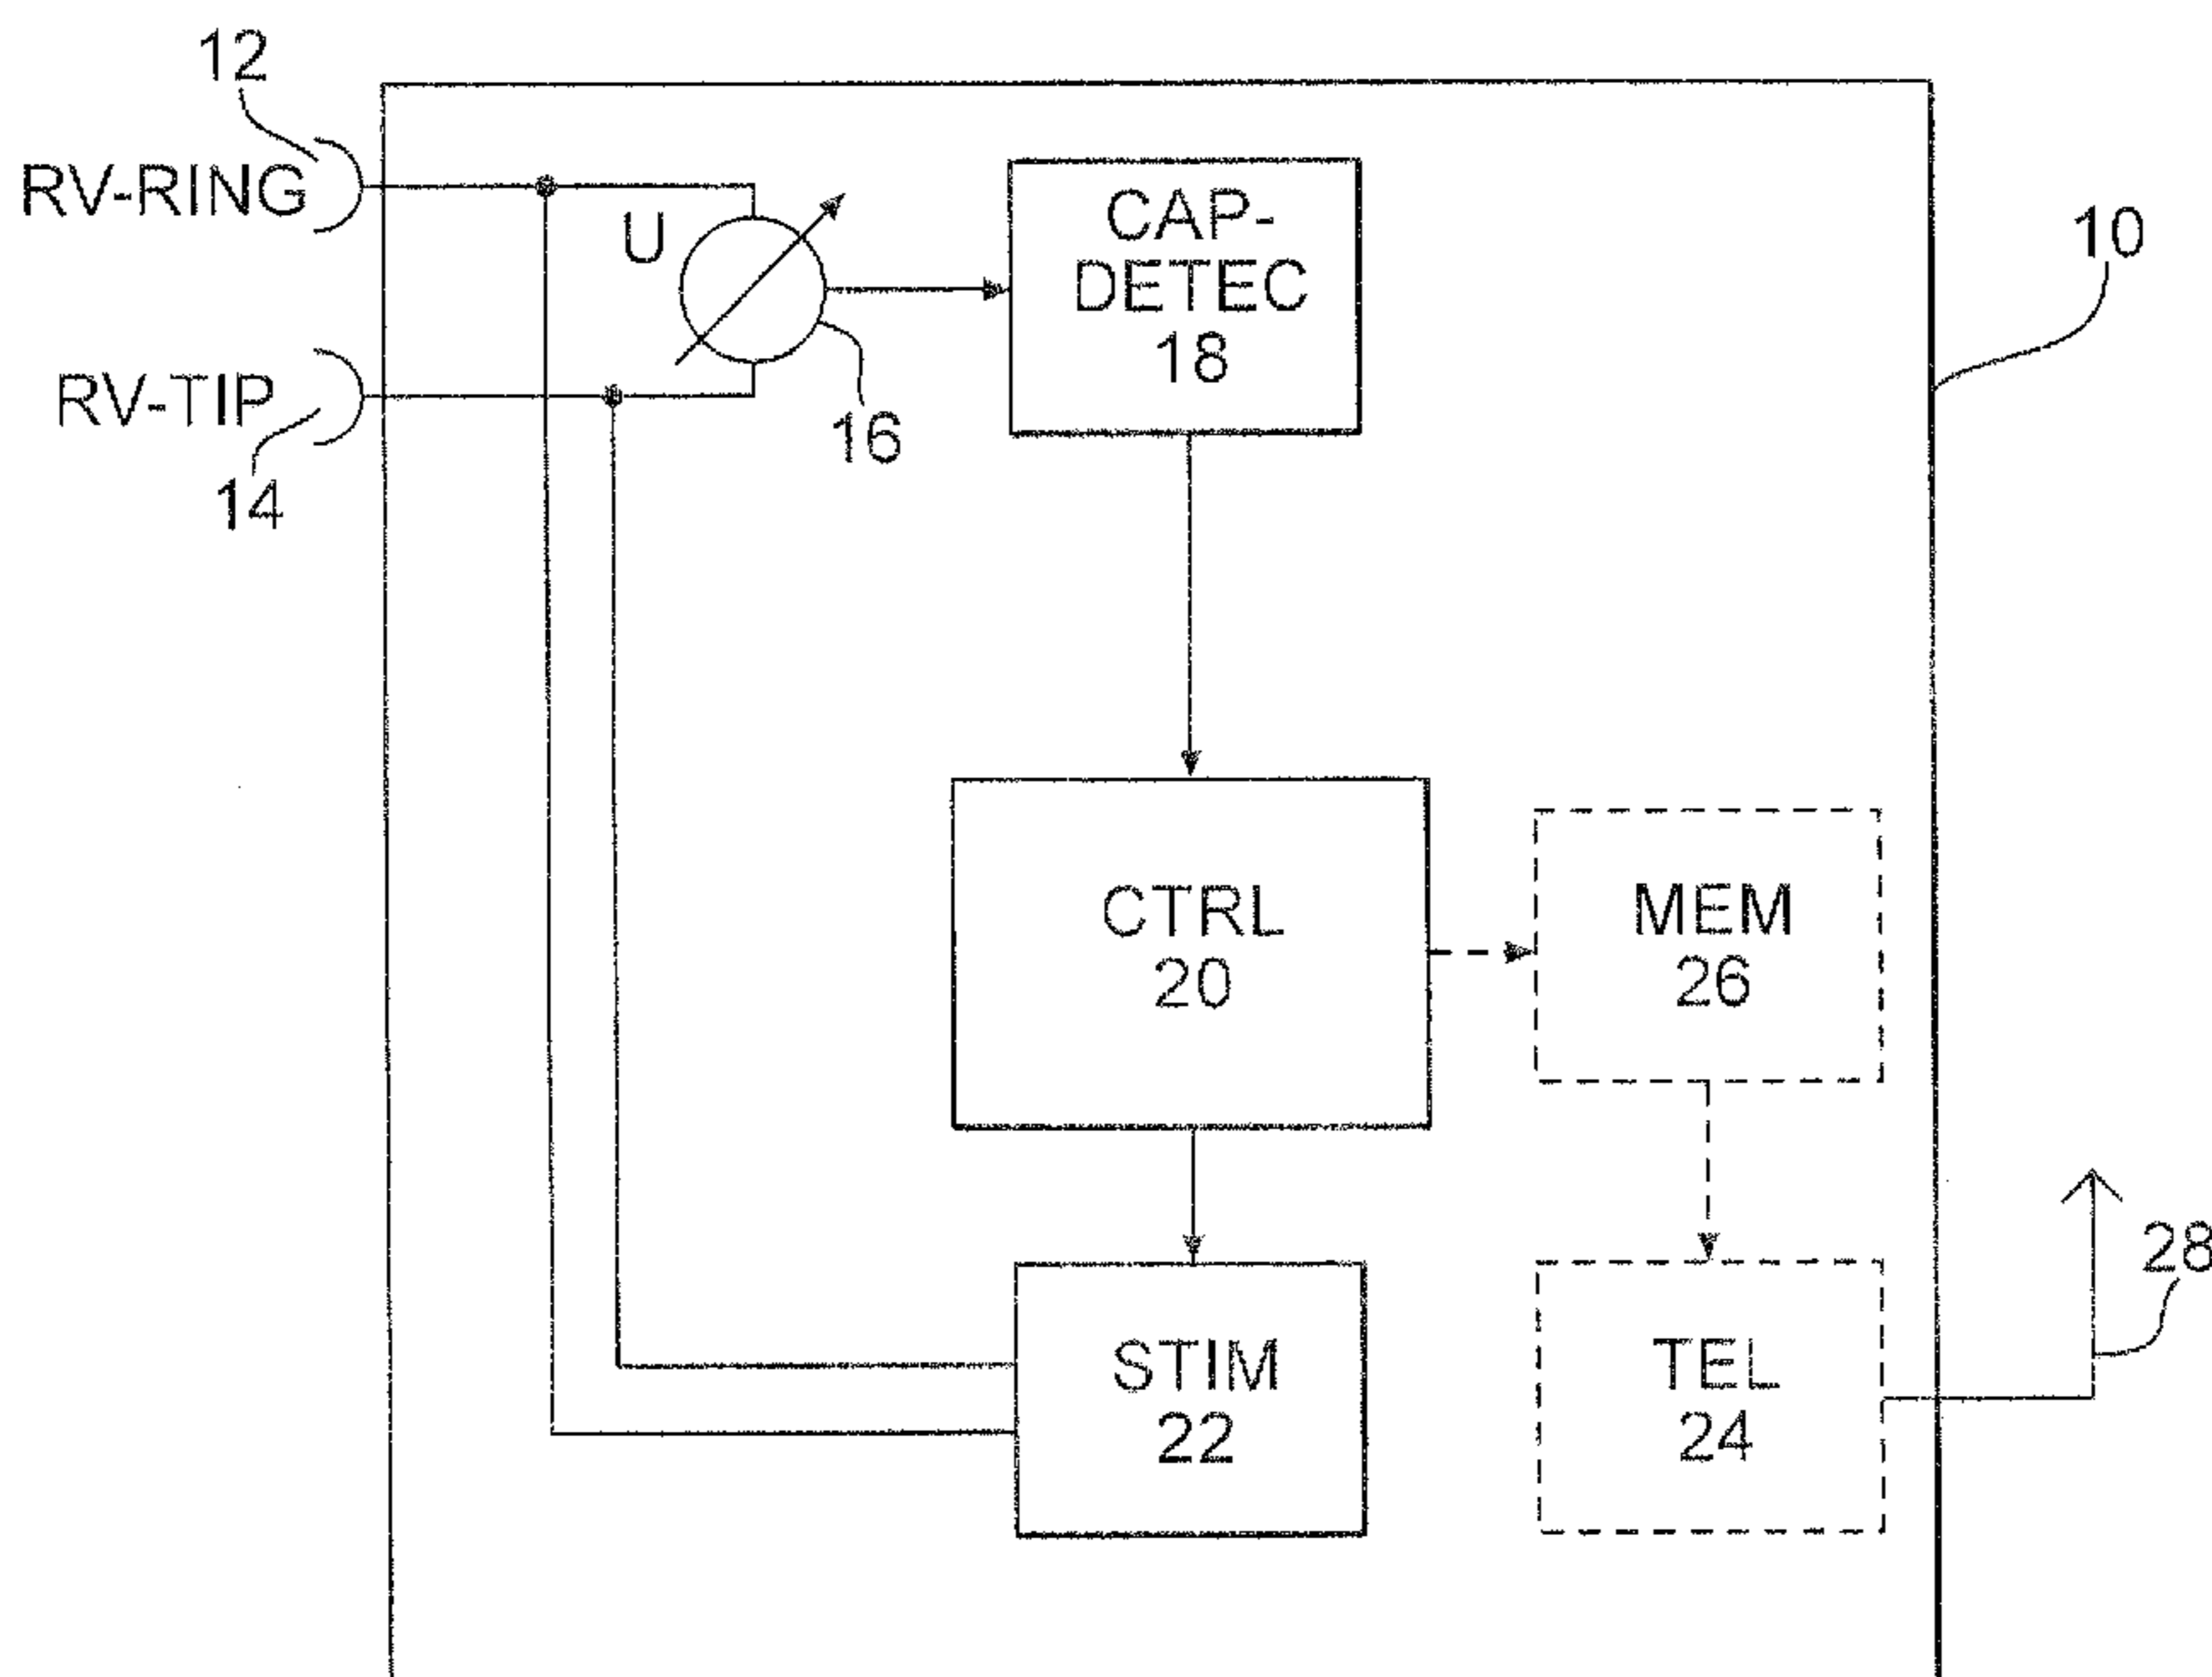 12
RV-RING
U
CAP-
DETEC
18
10
RV-TIP
16
14
CTRL
20
MEM
26
28
STIM
22
TEL
24